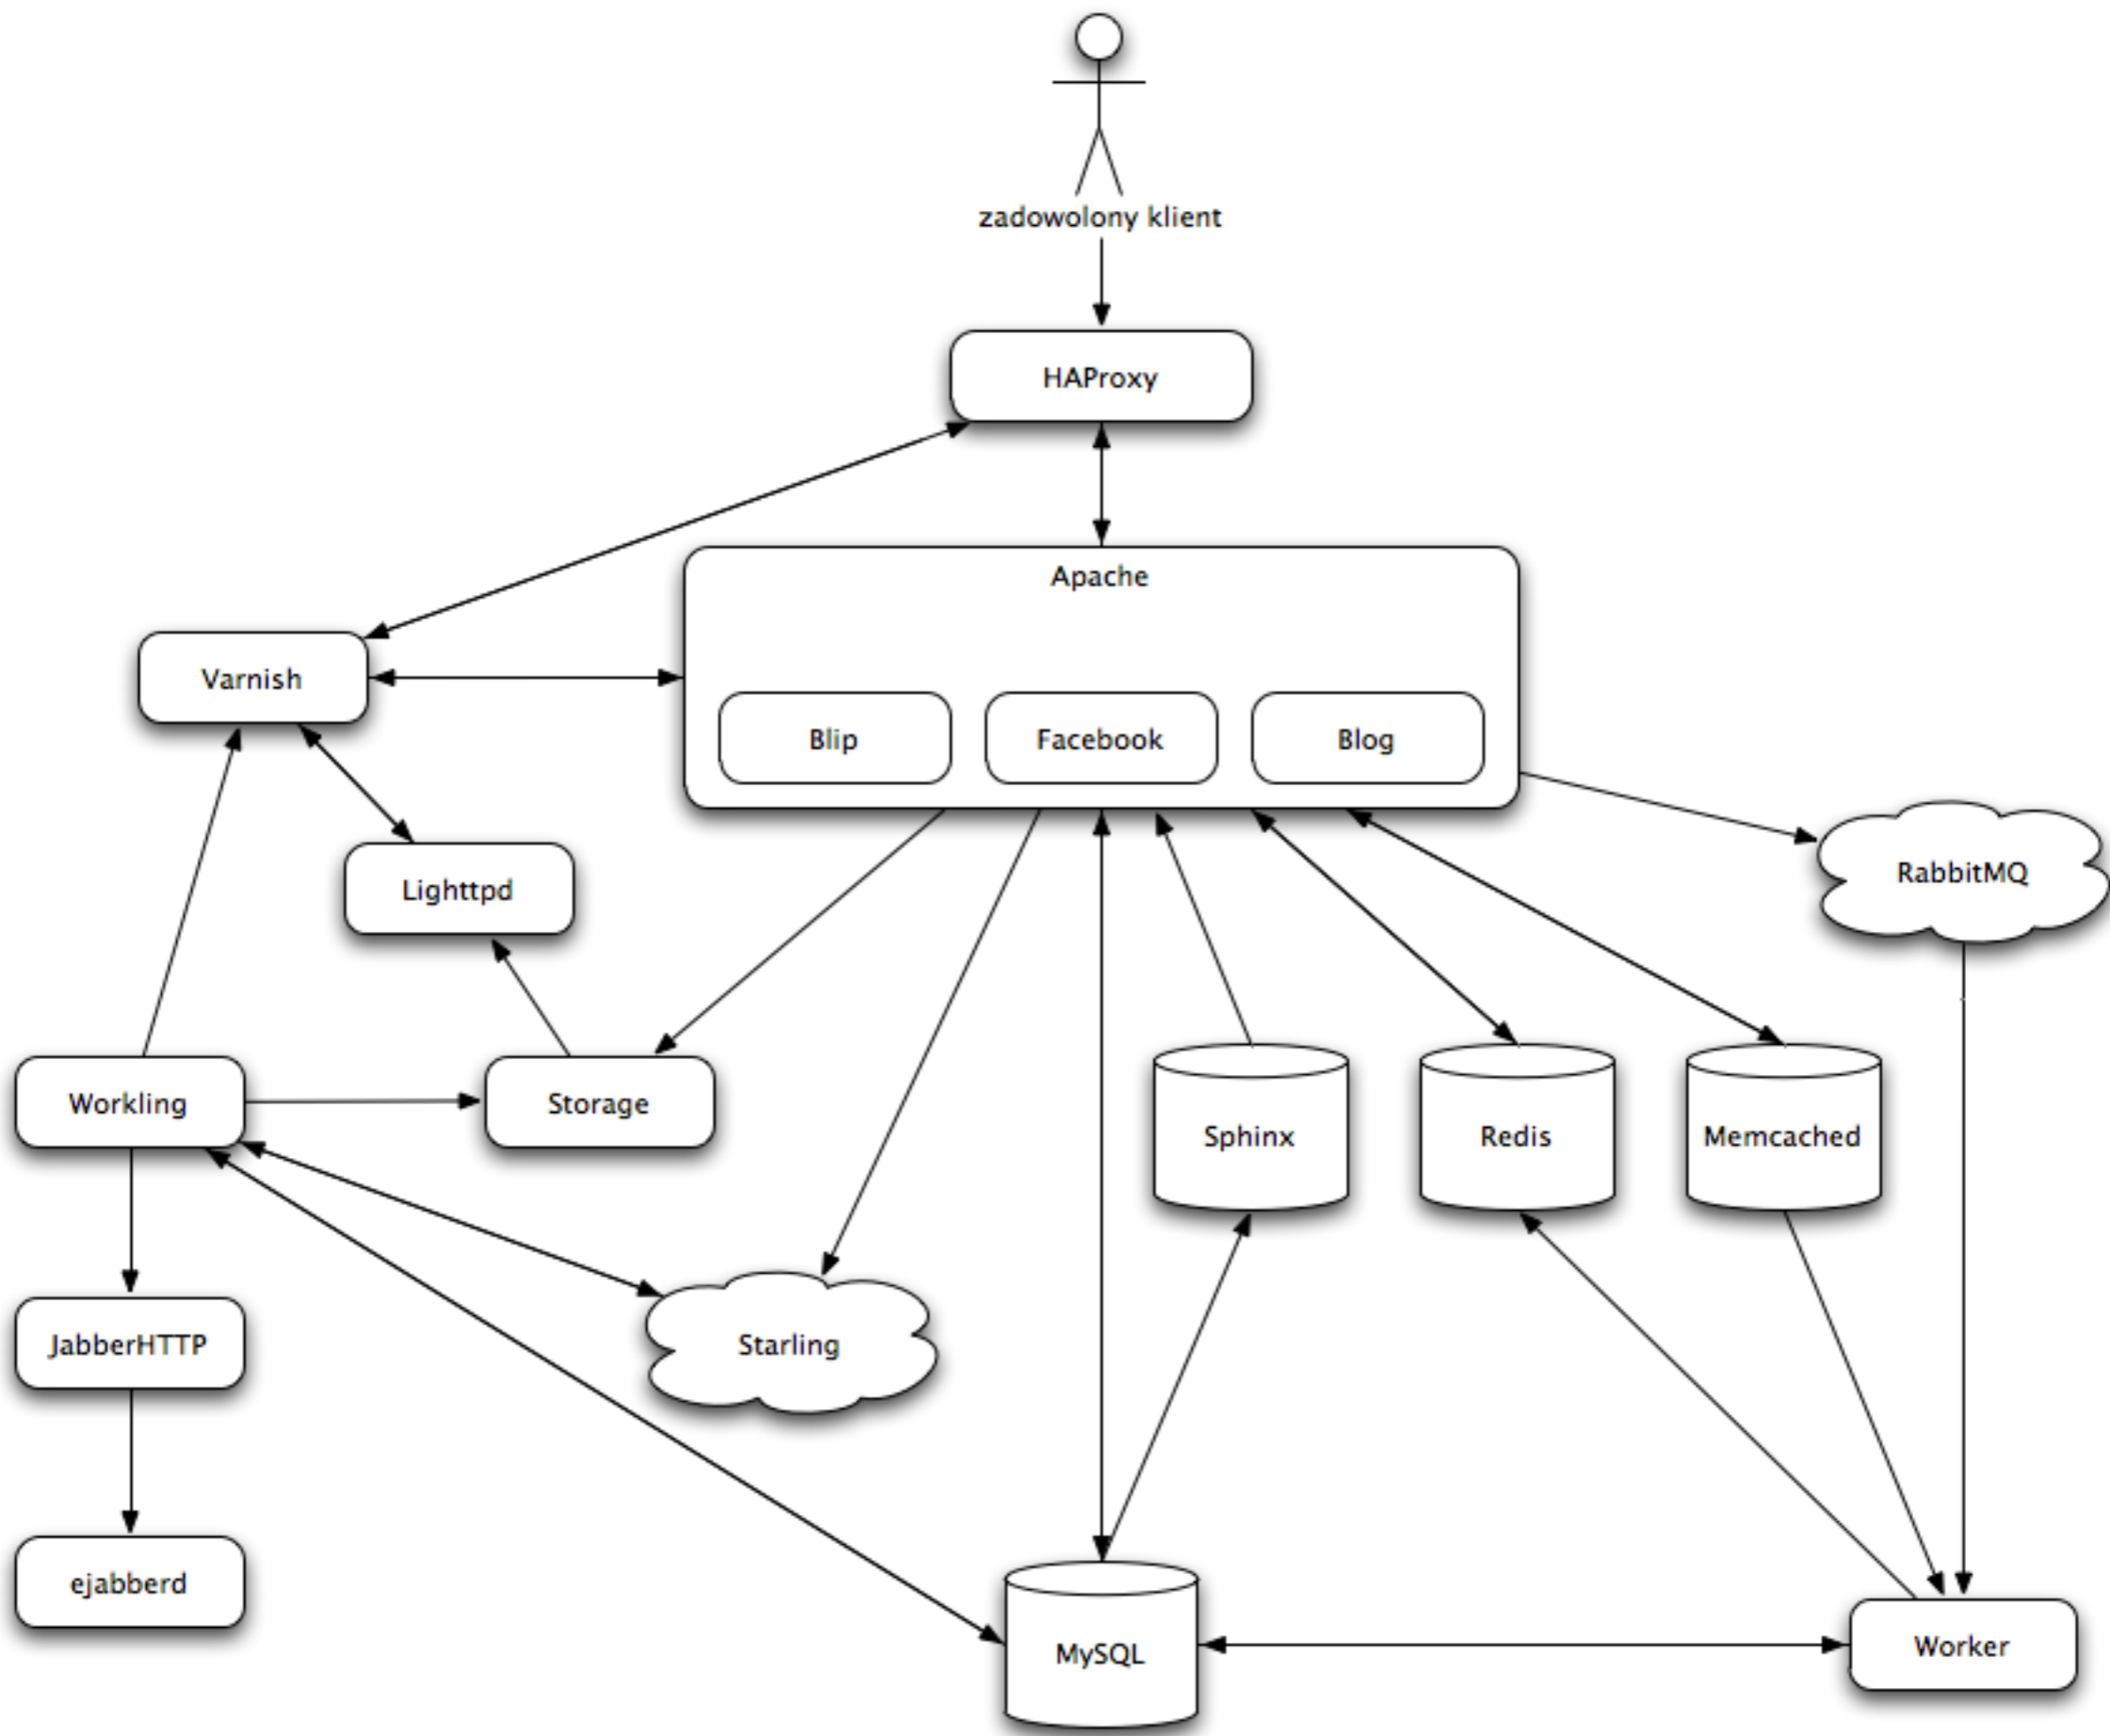 zadowolony klient
HAProxy
Apache
Varnish
Blip
Facebook
Blog
Lighttpd
RabbitMQ
Workling
Storage
Sphinx
Redis
Memcached
JabberHTTP
Starling
ejabberd
MySQL
Worker